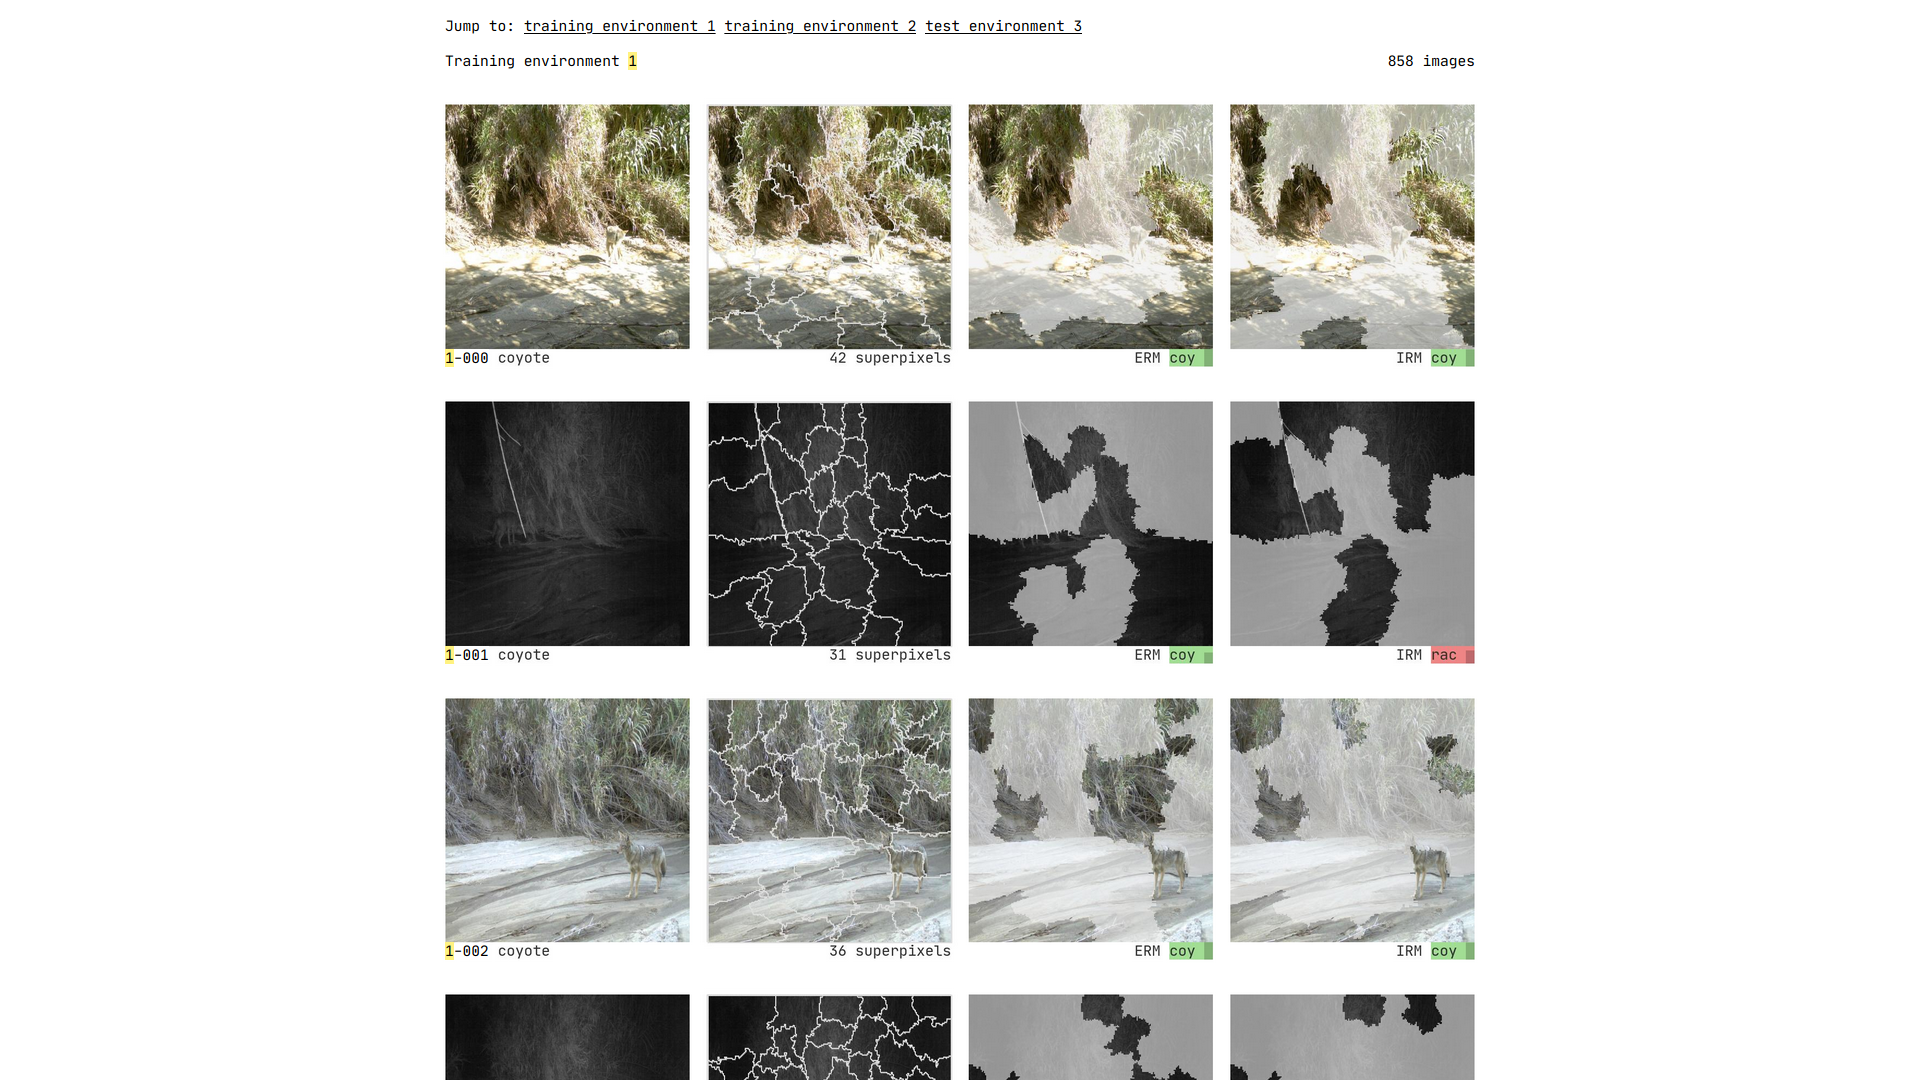 Jump to: training environment 1 training environment 2 test environment 3
Training environment 1 858 images
1-000 coyote 42 superpixels ERM coy IRM coy
1-001 coyote 31 superpixels ERM coy IRM rac
1-002 coyote 36 superpixels ERM coy IRM coy